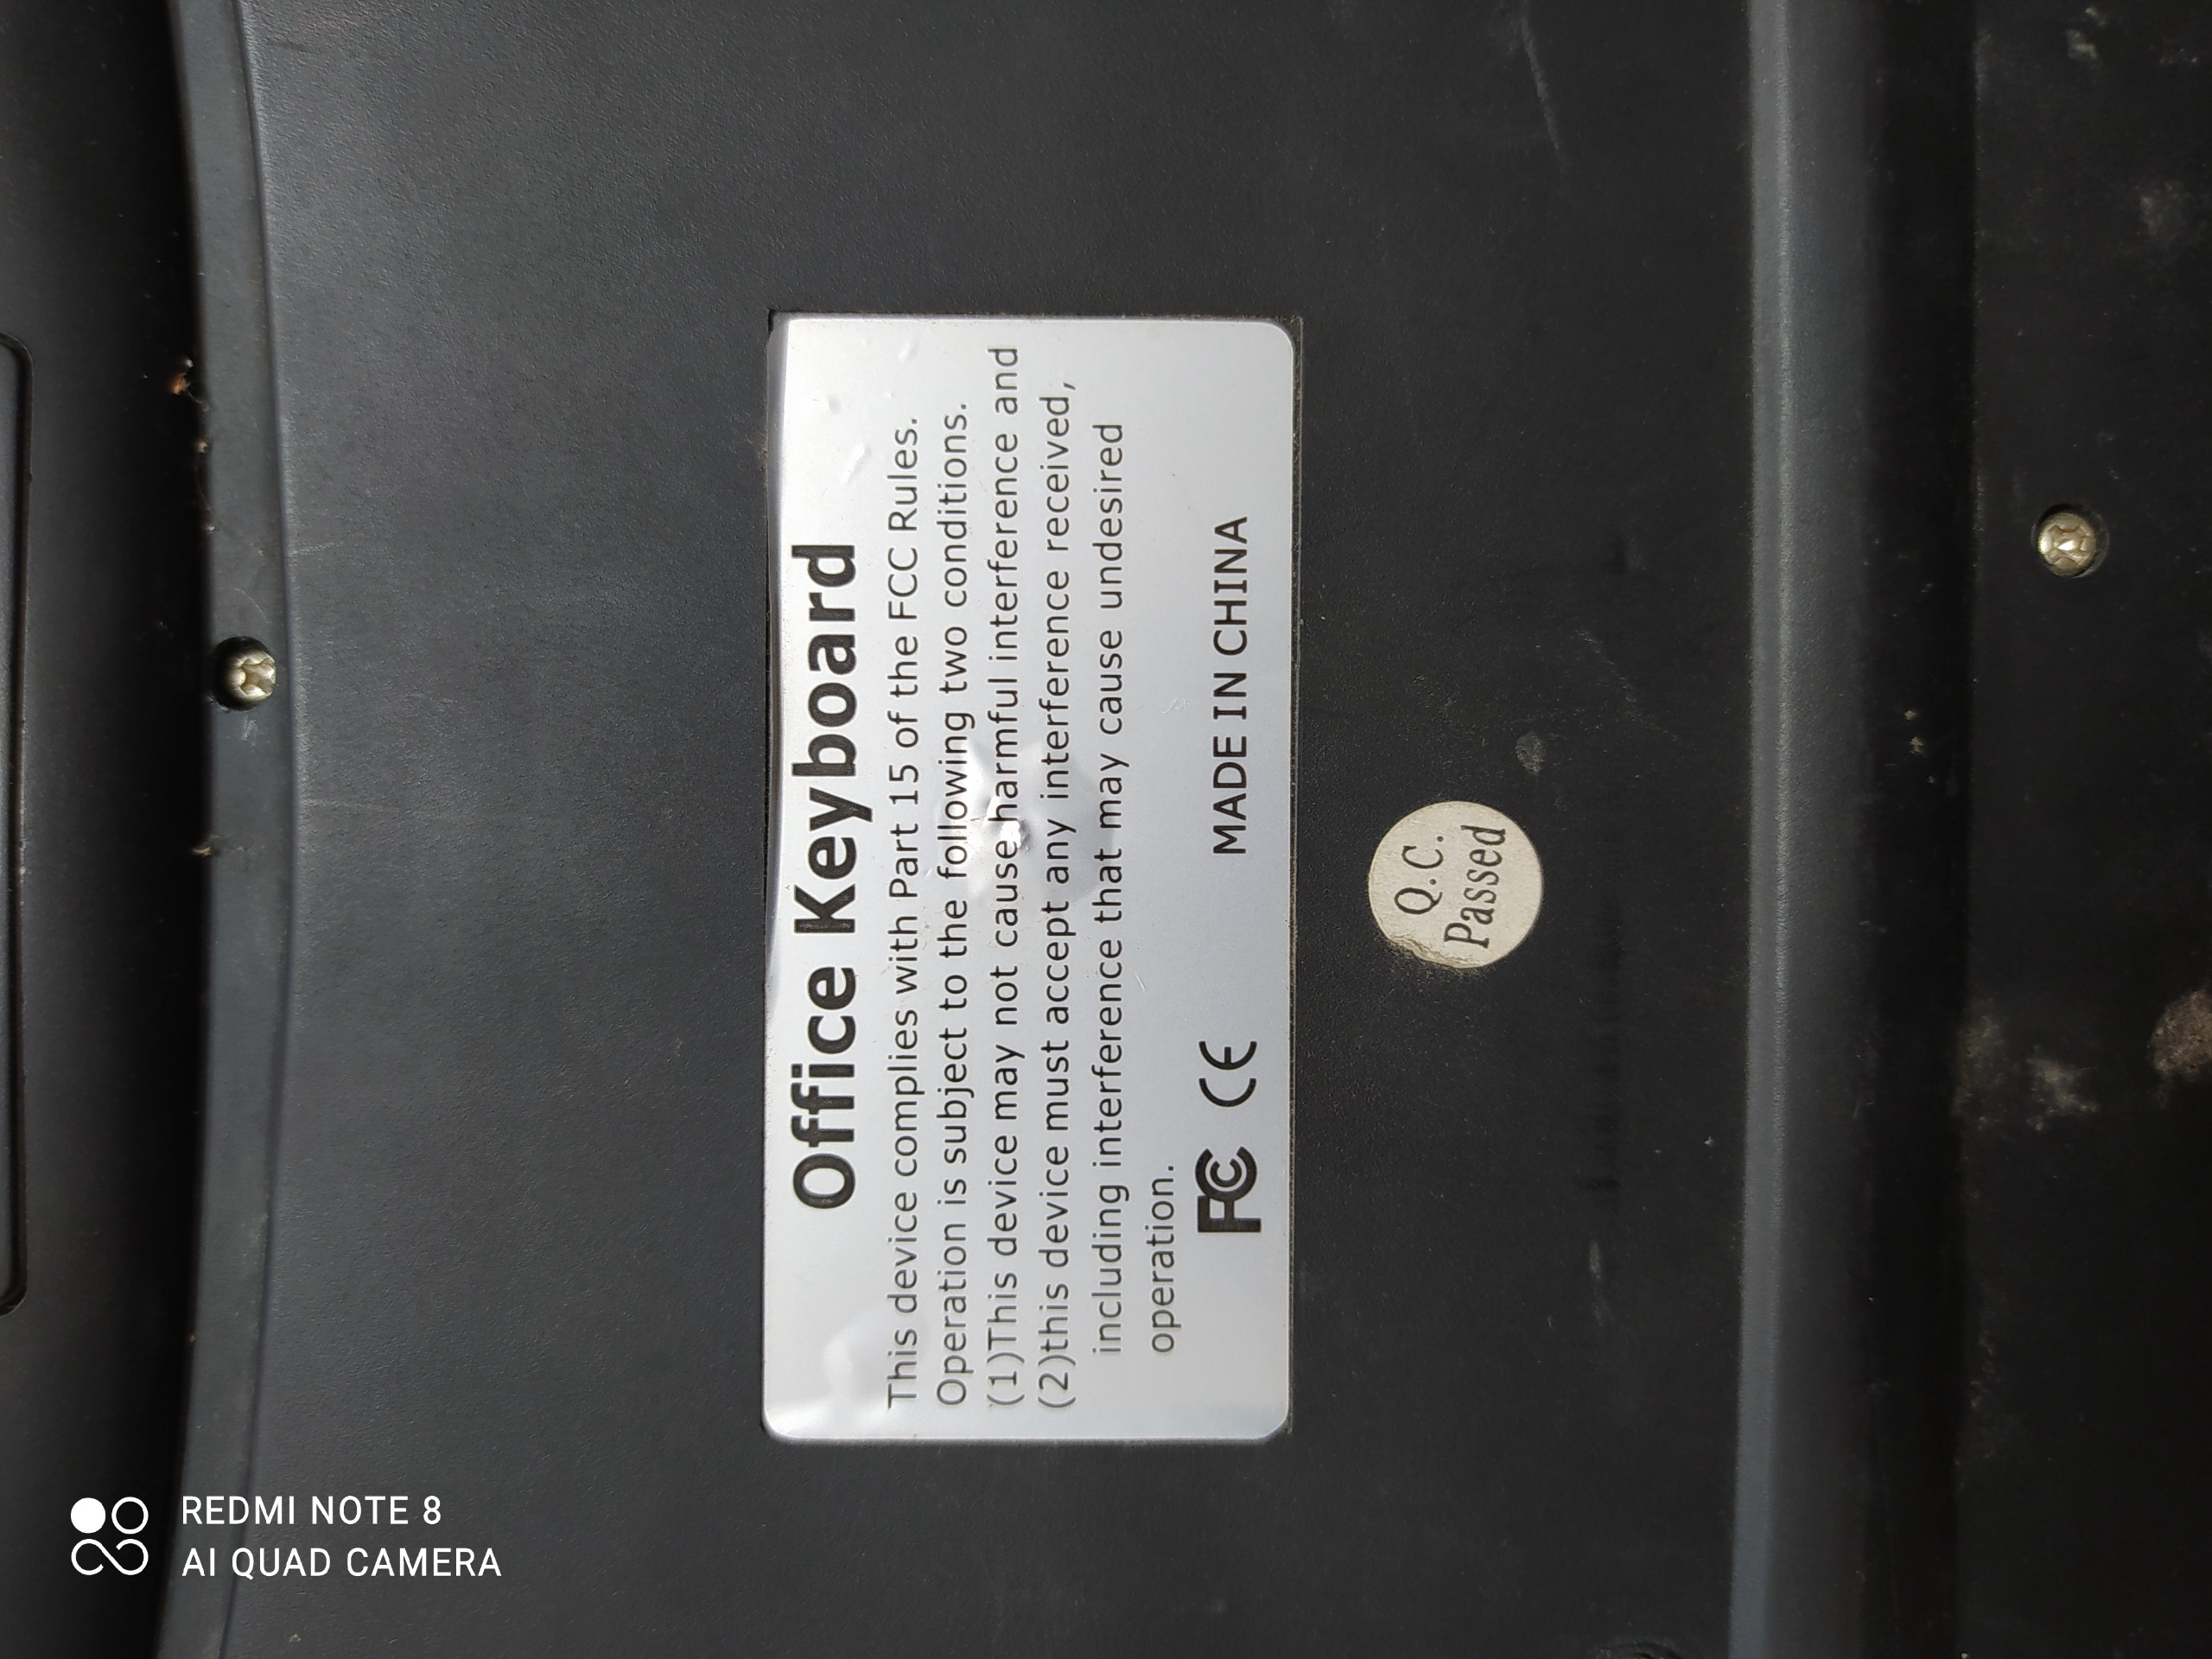 Office Keyboard
This device complies with Part 15 of the FCC Rules.
Operation is subject to the following two conditions.
(1)This device may not cause harmful interference and
(2)this device must accept any interference received,
including interference that may cause undesired
operation.
FC CE MADE IN CHINA
Q.C.
Passed
REDMI NOTE 8
AI QUAD CAMERA